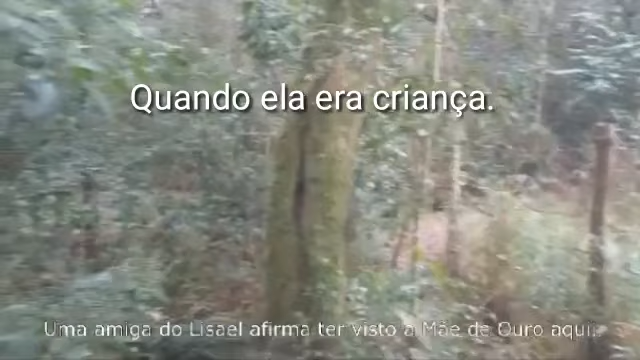 Quando ela era criança.
Uma amiga do Lisael afirma ter visto a Mãe de Ouro aqui.